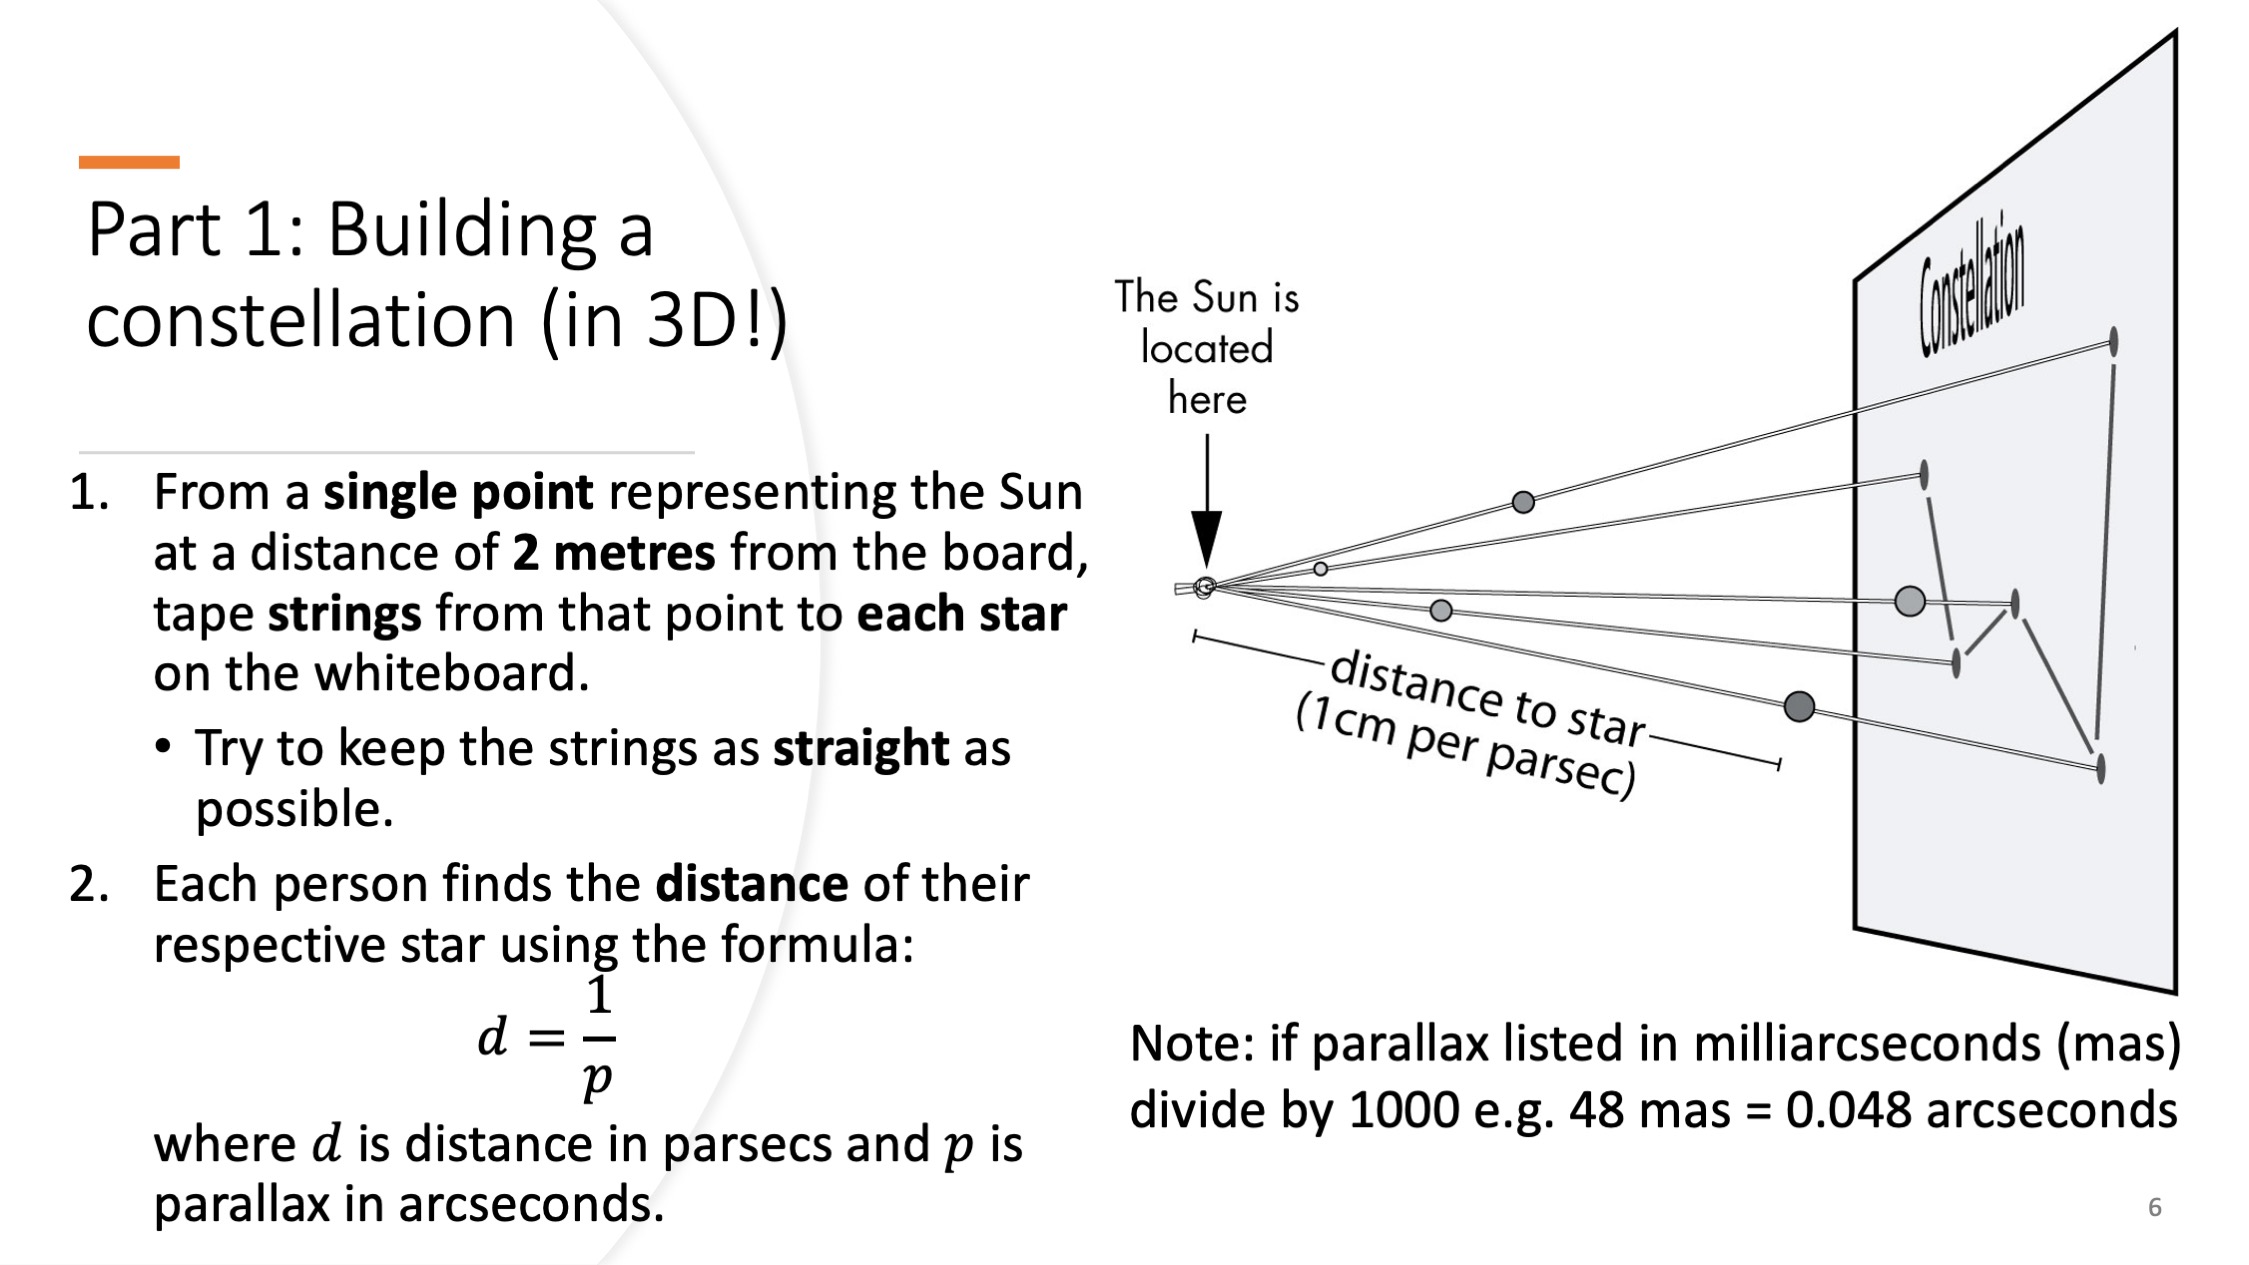 Part 1: Building a
constellation (in 3D!)
1. From a single point representing the Sun
at a distance of 2 metres from the board,
tape strings from that point to each star
on the whiteboard.
• Try to keep the strings as straight as
possible.
2. Each person finds the distance of their
respective star using the formula:
d = 1/p
where d is distance in parsecs and p is
parallax in arcseconds.
The Sun is
located
here
Constellation
distance to star
(1cm per parsec)
Note: if parallax listed in milliarcseconds (mas)
divide by 1000 e.g. 48 mas = 0.048 arcseconds
6